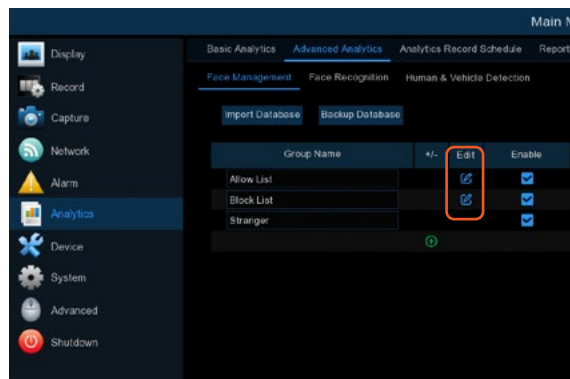 Main M
Display
Record
Capture
Network
Alarm
Analytics
Device
System
Advanced
Shutdown
Basic Analytics Advanced Analytics Analytics Record Schedule Report
Face Management Face Recognition Human & Vehicle Detection
Import Database Backup Database
Group Name +/- Edit Enable
Allow List
Block List
Stranger